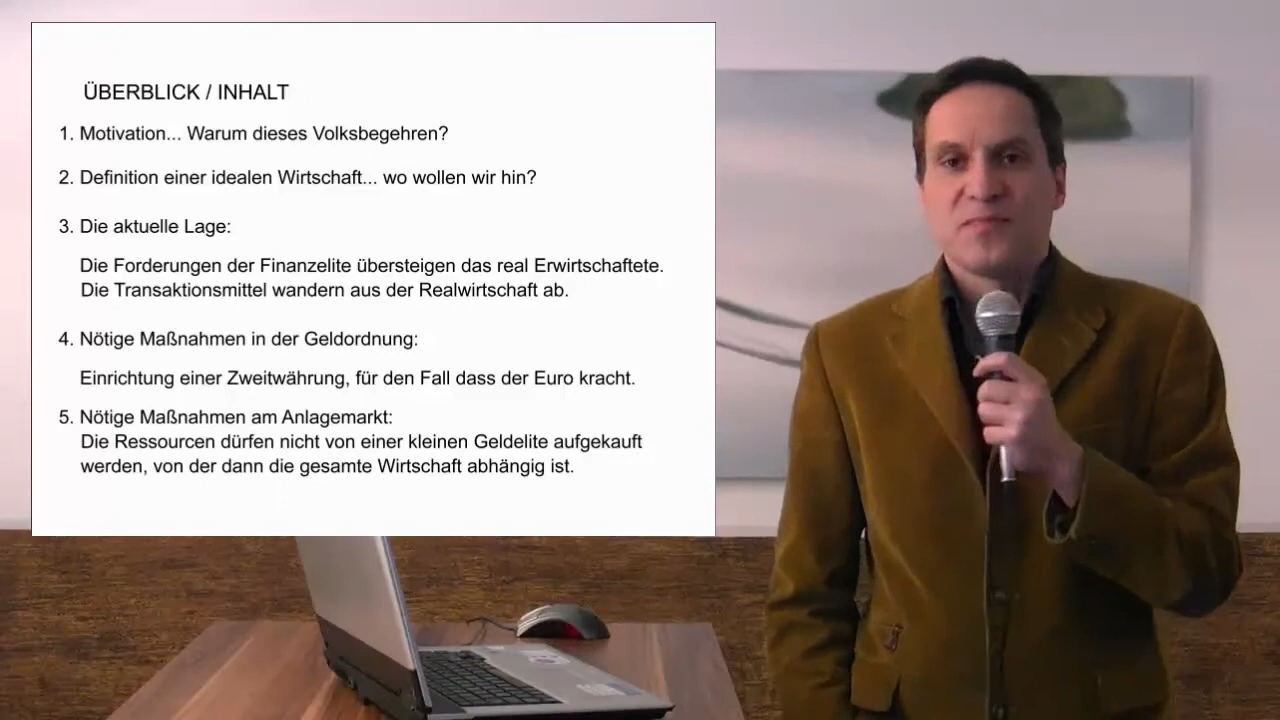 ÜBERBLICK / INHALT
1. Motivation... Warum dieses Volksbegehren?
2. Definition einer idealen Wirtschaft... wo wollen wir hin?
3. Die aktuelle Lage:
Die Forderungen der Finanzelite übersteigen das real Erwirtschaftete.
Die Transaktionsmittel wandern aus der Realwirtschaft ab.
4. Nötige Maßnahmen in der Geldordnung:
Einrichtung einer Zweitwährung, für den Fall dass der Euro kracht.
5. Nötige Maßnahmen am Anlagemarkt:
Die Ressourcen dürfen nicht von einer kleinen Geldelite aufgekauft
werden, von der dann die gesamte Wirtschaft abhängig ist.